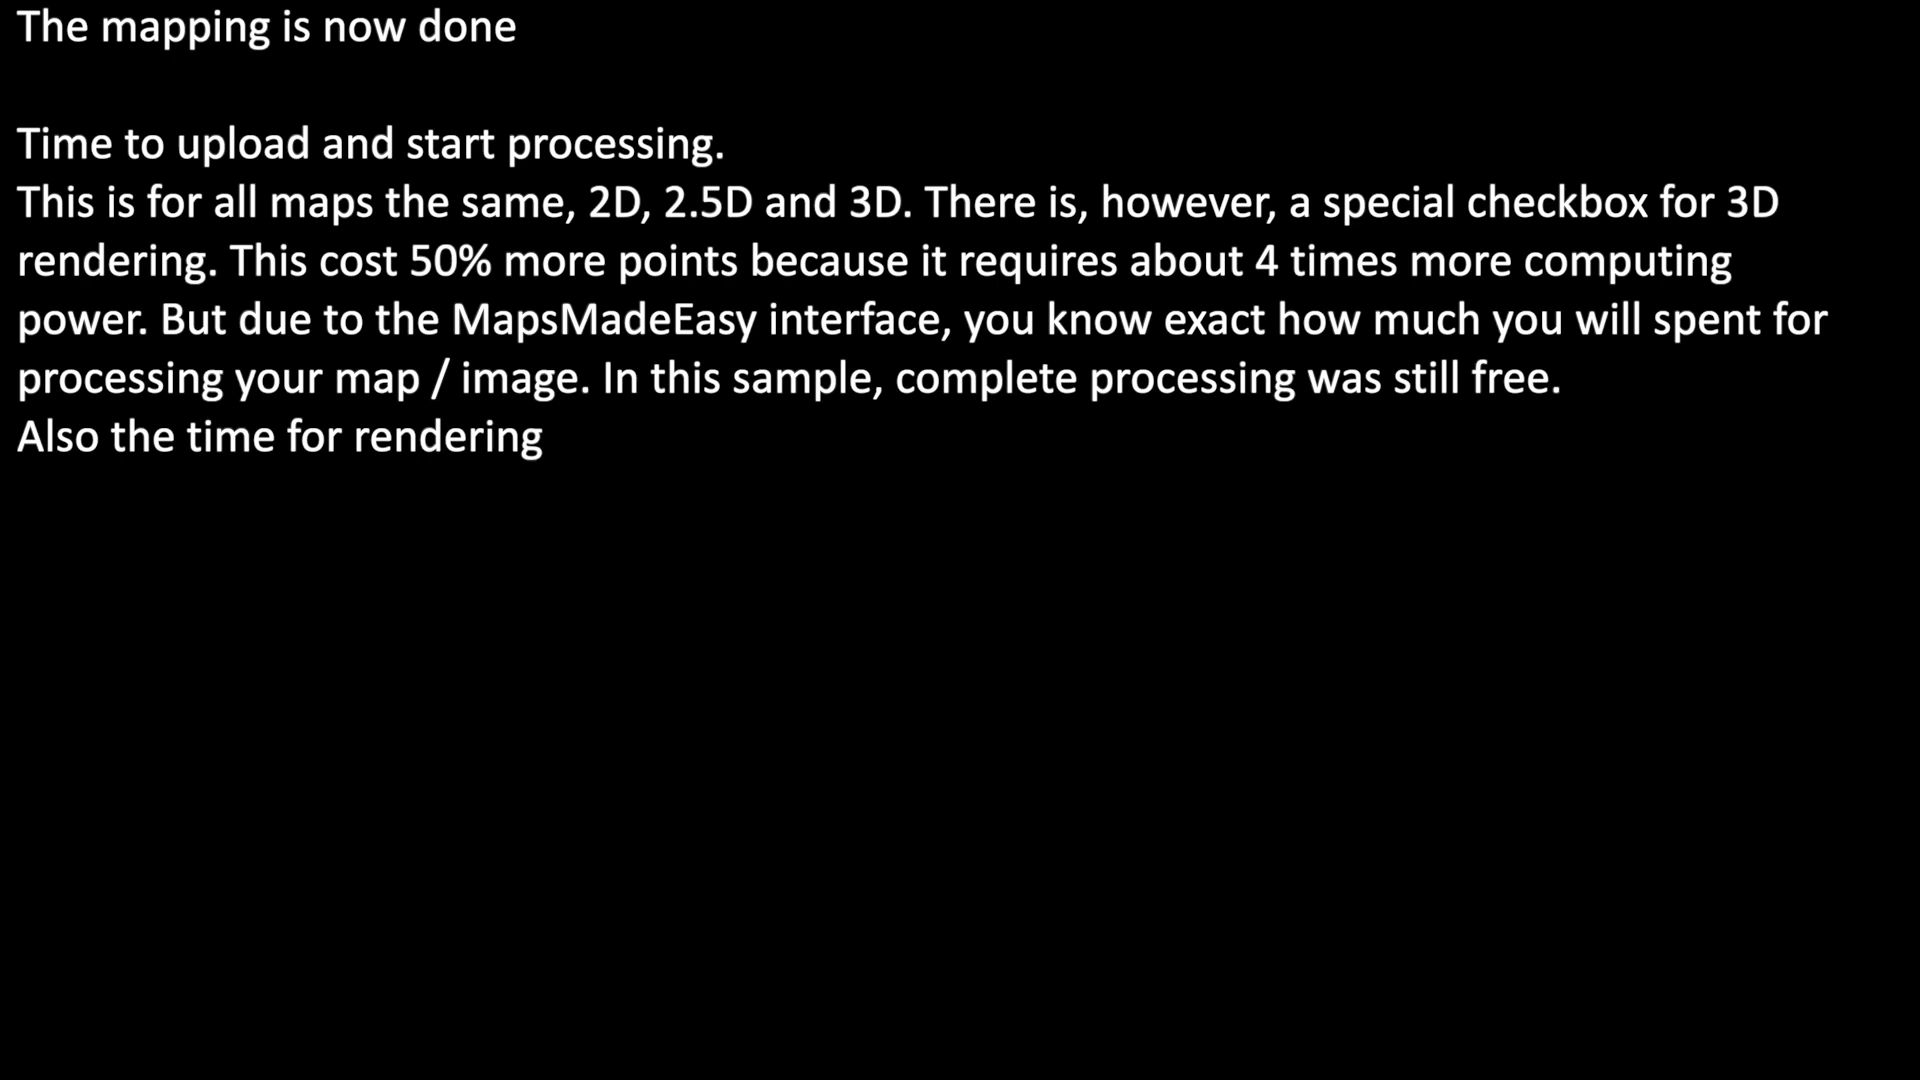 The mapping is now done
Time to upload and start processing.
This is for all maps the same, 2D, 2.5D and 3D. There is, however, a special checkbox for 3D
rendering. This cost 50% more points because it requires about 4 times more computing
power. But due to the MapsMadeEasy interface, you know exact how much you will spent for
processing your map / image. In this sample, complete processing was still free.
Also the time for rendering